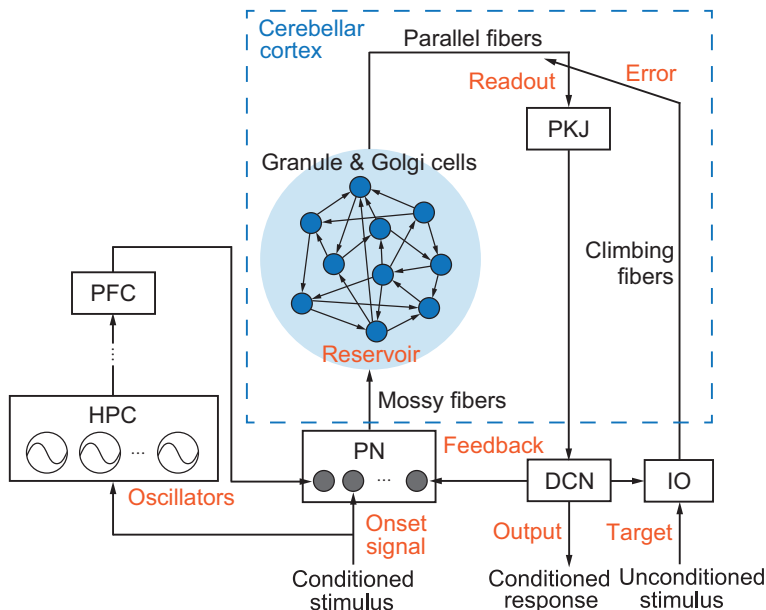 Cerebellar
cortex
Parallel fibers
Readout
Error
PKJ
Granule & Golgi cells
Climbing
fibers
Reservoir
PFC
Mossy fibers
HPC
...
Oscillators
PN
...
Feedback
DCN
IO
Onset
signal
Output
Target
Conditioned
stimulus
Conditioned
response
Unconditioned
stimulus